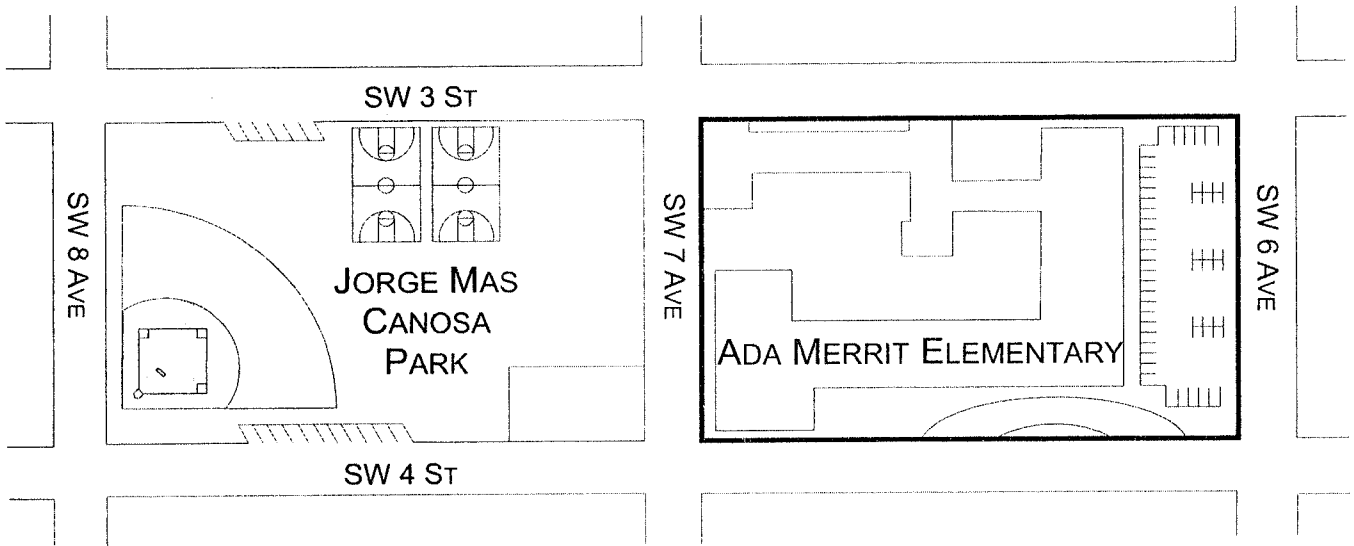 SW 3 ST
SW 8 AVE
JORGE MAS
CANOSA
PARK
SW 7 AVE
ADA MERRIT ELEMENTARY
SW 6 AVE
SW 4 ST